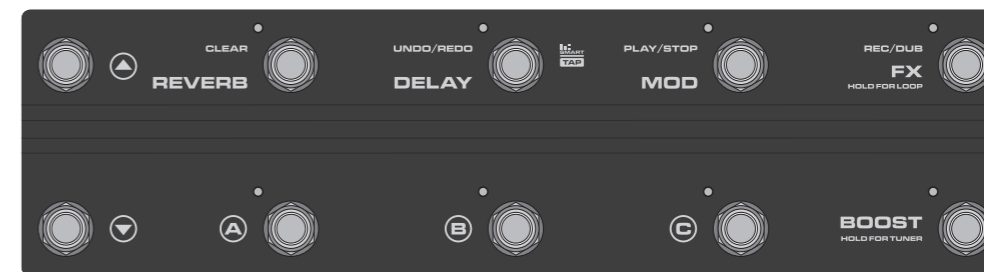 CLEAR
REVERB
UNDO/REDO
DELAY
SMART
TAP
PLAY/STOP
MOD
REC/DUB
FX
HOLD FOR LOOP
A
B
C
BOOST
HOLD FOR TUNER